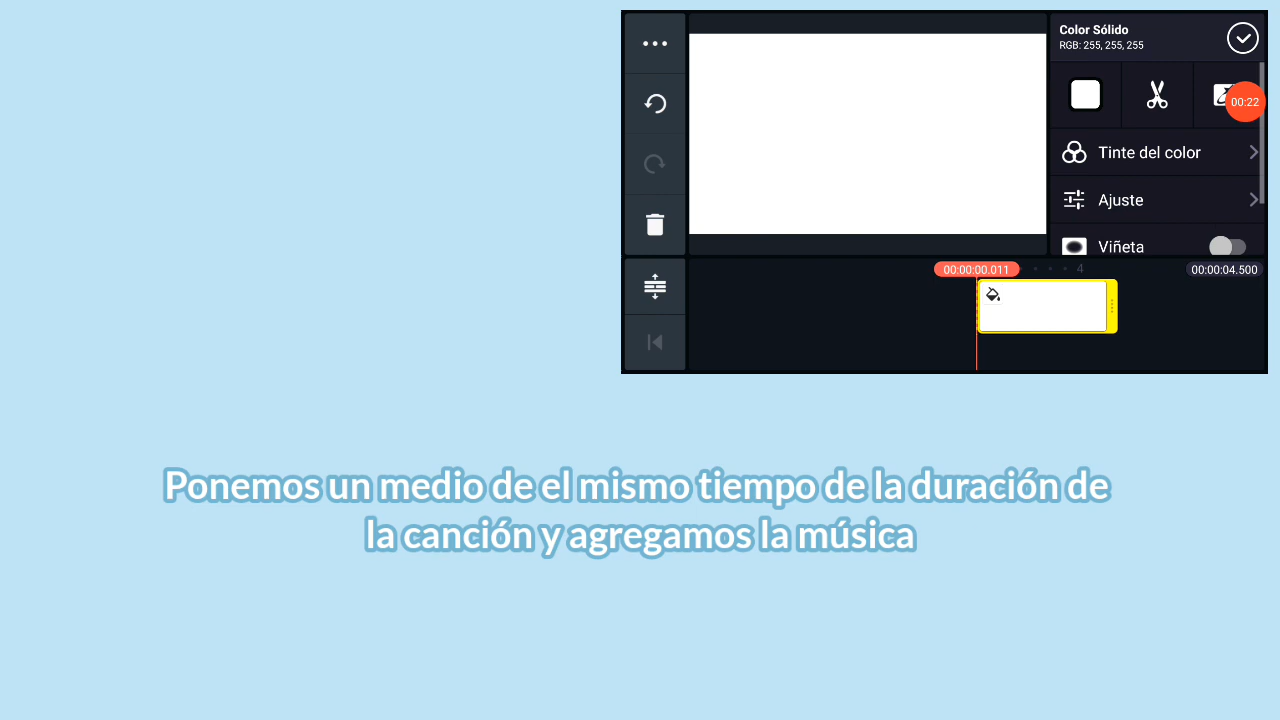 Color Sólido
RGB: 255, 255, 255
00:22
Tinte del color
Ajuste
Viñeta
00:00:00.011
4
00:00:04.500
Ponemos un medio de el mismo tiempo de la duración de
la canción y agregamos la música